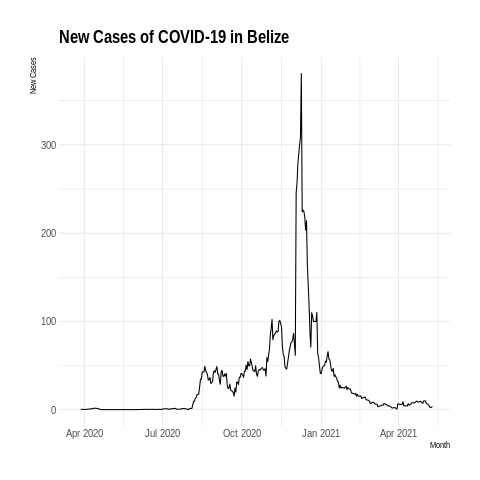 New Cases of COVID-19 in Belize
New Cases
300
200
100
0
Apr 2020 Jul 2020 Oct 2020 Jan 2021 Apr 2021
Month